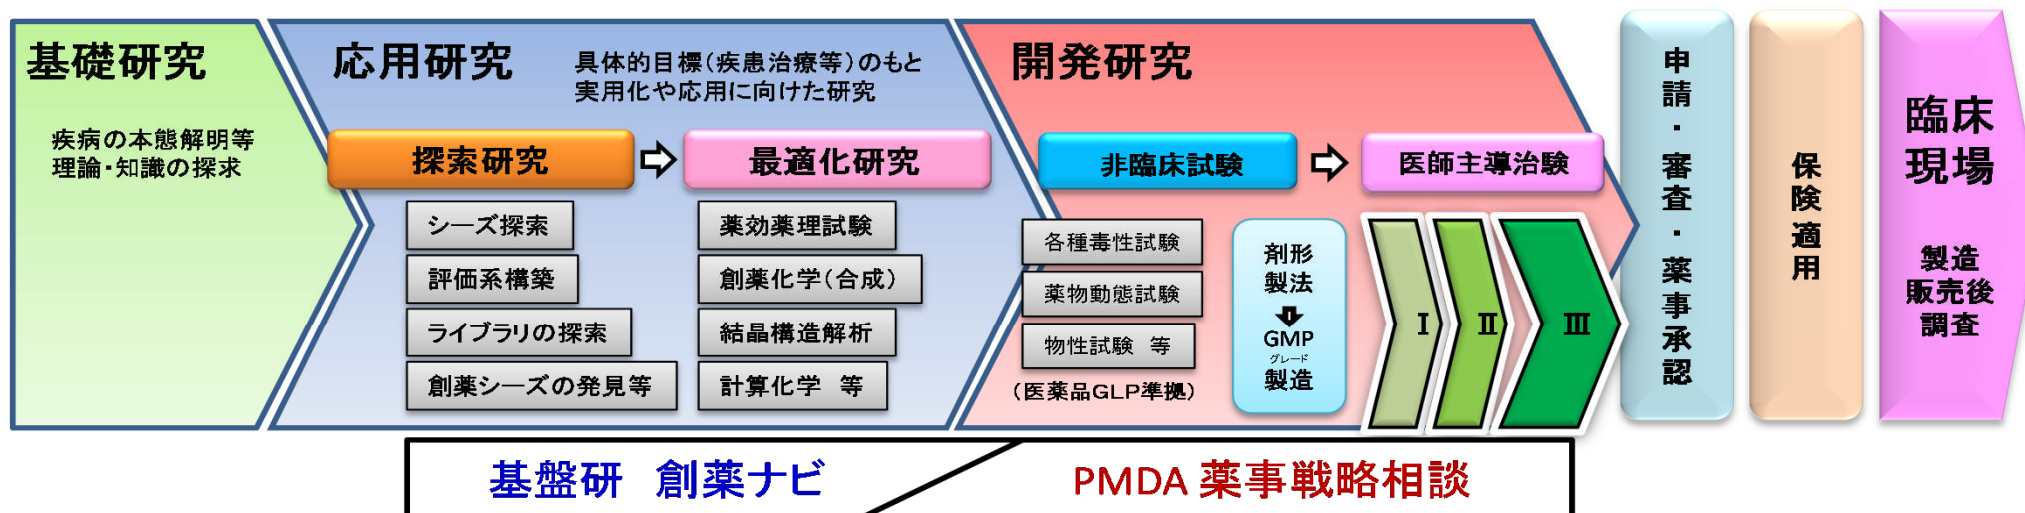 基礎研究
疾病の本態解明等
理論・知識の探求
応用研究
具体的目標(疾患治療等)のもと
実用化や応用に向けた研究
探索研究
シーズ探索
評価系構築
ライブラリの探索
創薬シーズの発見等
最適化研究
薬効薬理試験
創薬化学(合成)
結晶構造解析
計算化学 等
開発研究
非臨床試験
各種毒性試験
薬物動態試験
物性試験 等
(医薬品GLP準拠)
剤形
製法
GMP
グレード
製造
医師主導治験
I
II
III
申請・審査・薬事承認
保険適用
臨床
現場
製造
販売後
調査
基盤研 創薬ナビ
PMDA 薬事戦略相談